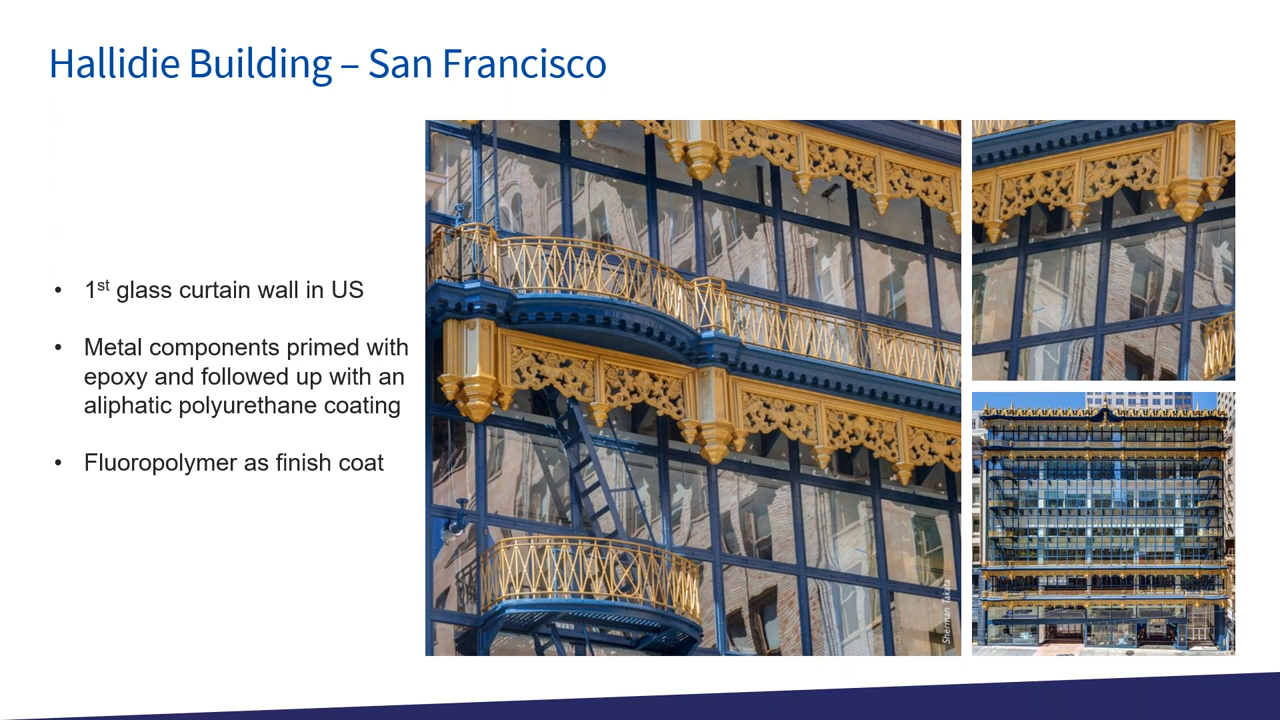 Hallidie Building – San Francisco
• 1st glass curtain wall in US
• Metal components primed with
epoxy and followed up with an
aliphatic polyurethane coating
• Fluoropolymer as finish coat
Sherman Takata